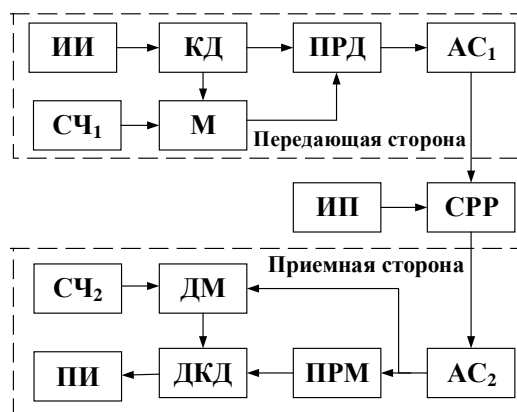 ИИ КД ПРД АС₁
СЧ₁ М
Передающая сторона
ИП СРР
Приемная сторона
СЧ₂ ДМ
ПИ ДКД ПРМ АС₂